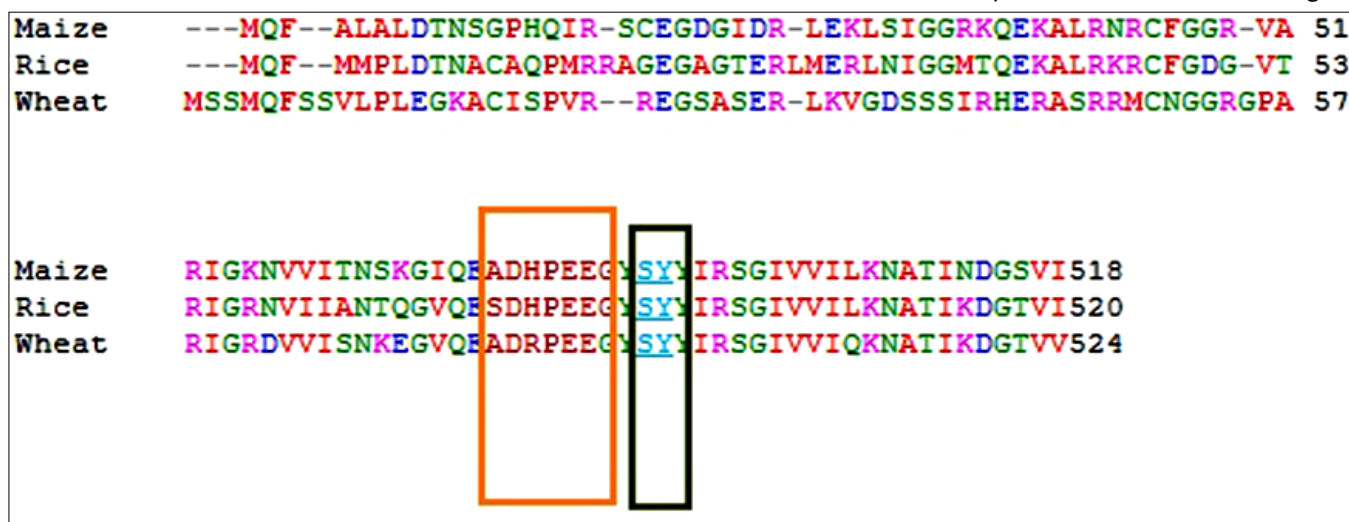 Maize ---MQF--ALALDTNSGPHQIR-SCEGDGIDR-LEKLSIGGRKQEKALRNRCFGGR-VA 51
Rice ---MQF--MMPLDTNACAQPMRRAGEGAGTERLMERLNIGGMTQEKALRKRCFGDG-VT 53
Wheat MSSMQFSSVLPLEGKACISPVR--REGSASER-LKVGDSSSIRHERASRRMCNGGRGPA 57
Maize RIGKNVVITNSKGIQEADHPEEGYSYYIRSGIVVILKNATINDGSVI518
Rice RIGRNVIIANTQGVQESDHPEEGYSYYIRSGIVVILKNATIKDGTVI520
Wheat RIGRDVVISNKEGVQEADRPEEGYSYYIRSGIVVIQKNATIKDGTVV524